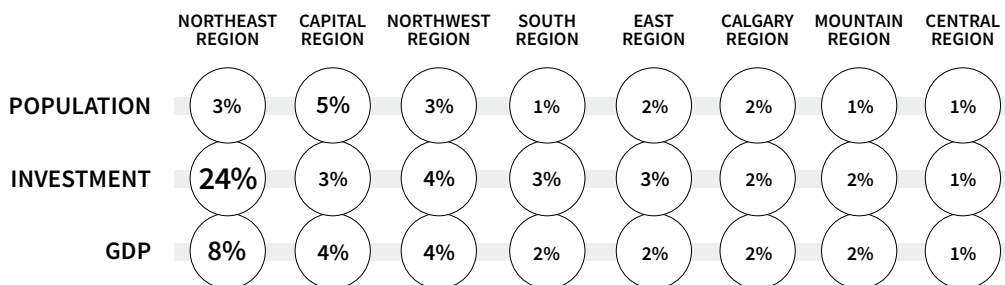 NORTHEAST CAPITAL NORTHWEST SOUTH EAST CALGARY MOUNTAIN CENTRAL
REGION REGION REGION REGION REGION REGION REGION REGION
POPULATION 3% 5% 3% 1% 2% 2% 1% 1%
INVESTMENT 24% 3% 4% 3% 3% 2% 2% 1%
GDP 8% 4% 4% 2% 2% 2% 2% 1%